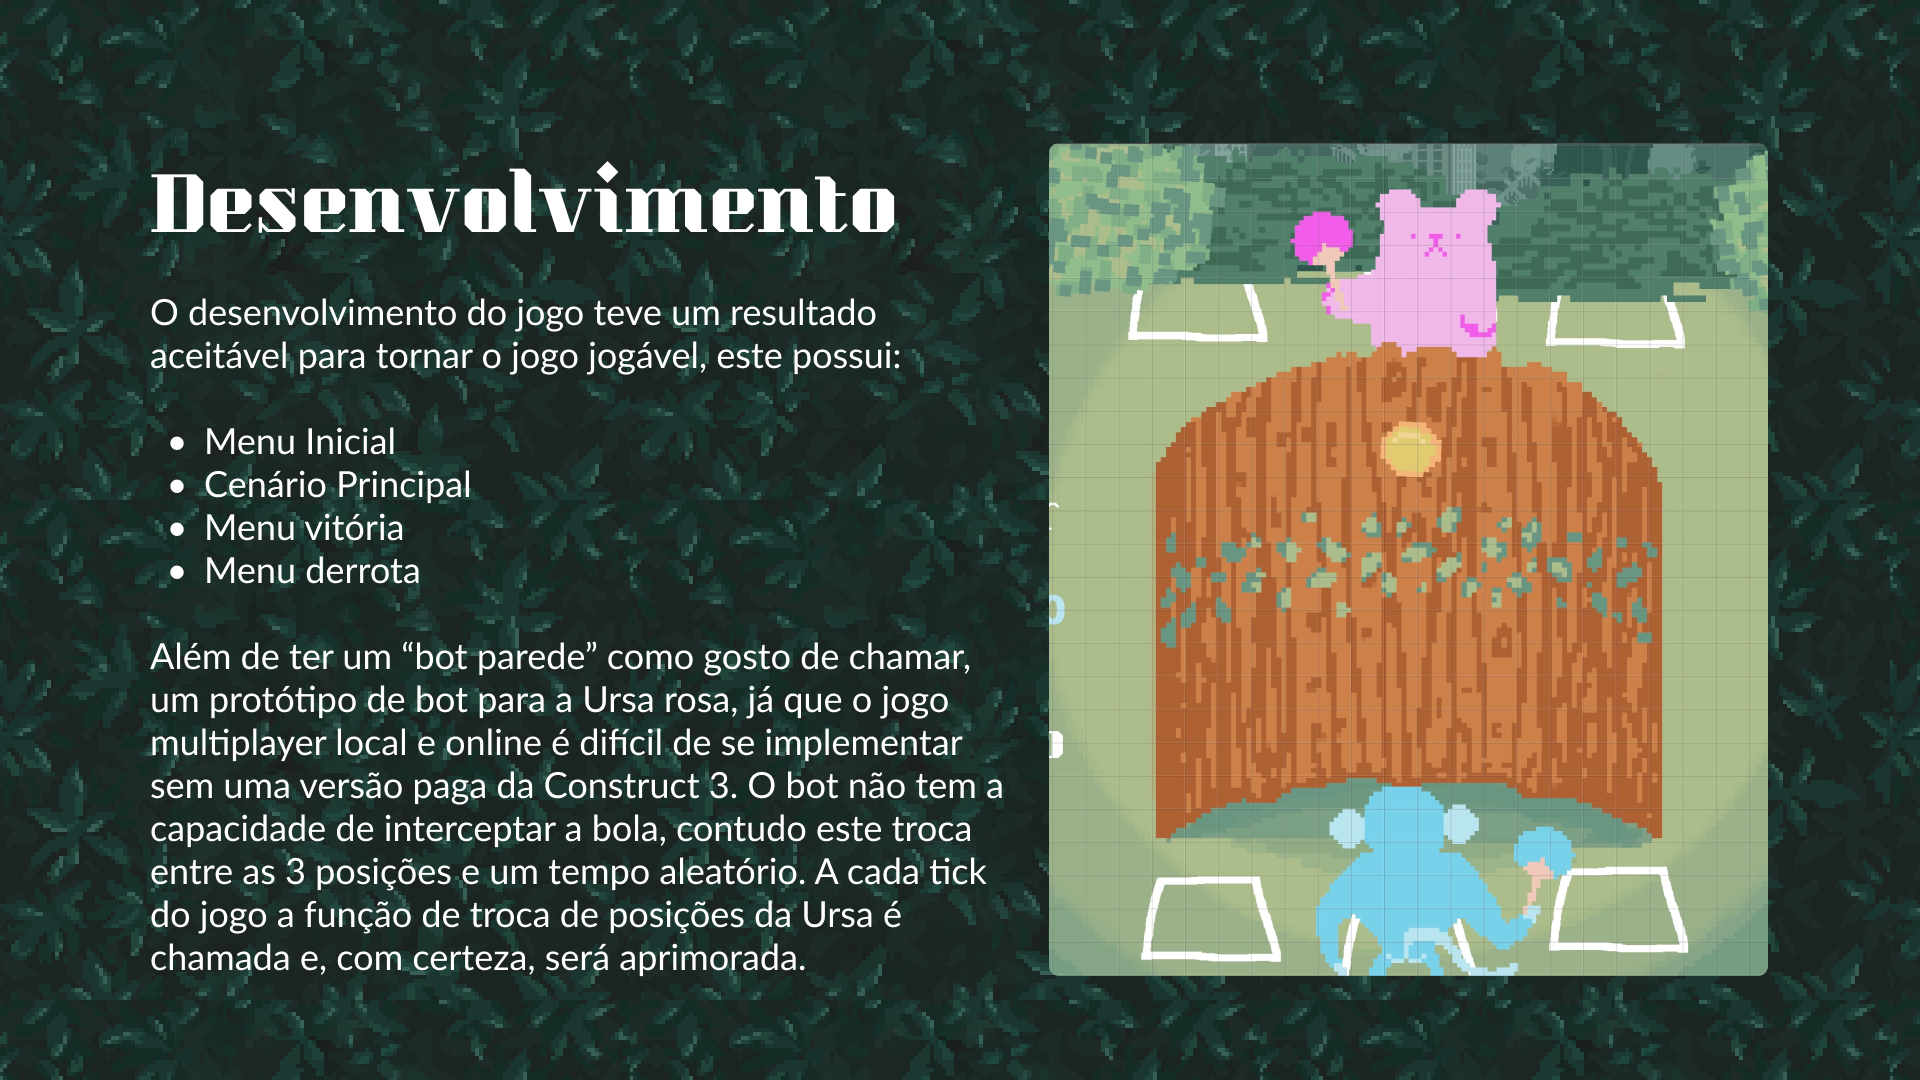 Desenvolvimento
O desenvolvimento do jogo teve um resultado
aceitável para tornar o jogo jogável, este possui:
• Menu Inicial
• Cenário Principal
• Menu vitória
• Menu derrota
Além de ter um “bot parede” como gosto de chamar,
um protótipo de bot para a Ursa rosa, já que o jogo
multiplayer local e online é difícil de se implementar
sem uma versão paga da Construct 3. O bot não tem a
capacidade de interceptar a bola, contudo este troca
entre as 3 posições e um tempo aleatório. A cada tick
do jogo a função de troca de posições da Ursa é
chamada e, com certeza, será aprimorada.